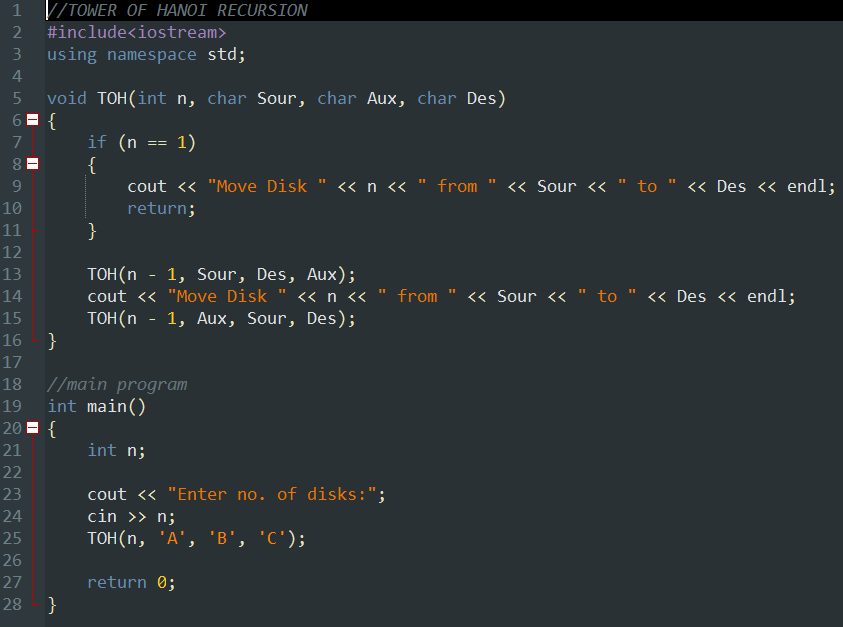 1 //TOWER OF HANOI RECURSION
2 #include<iostream>
3 using namespace std;
4
5 void TOH(int n, char Sour, char Aux, char Des)
6 {
7     if (n == 1)
8     {
9         cout << "Move Disk " << n << " from " << Sour << " to " << Des << endl;
10         return;
11     }
12
13     TOH(n - 1, Sour, Des, Aux);
14     cout << "Move Disk " << n << " from " << Sour << " to " << Des << endl;
15     TOH(n - 1, Aux, Sour, Des);
16 }
17
18 //main program
19 int main()
20 {
21     int n;
22
23     cout << "Enter no. of disks:";
24     cin >> n;
25     TOH(n, 'A', 'B', 'C');
26
27     return 0;
28 }